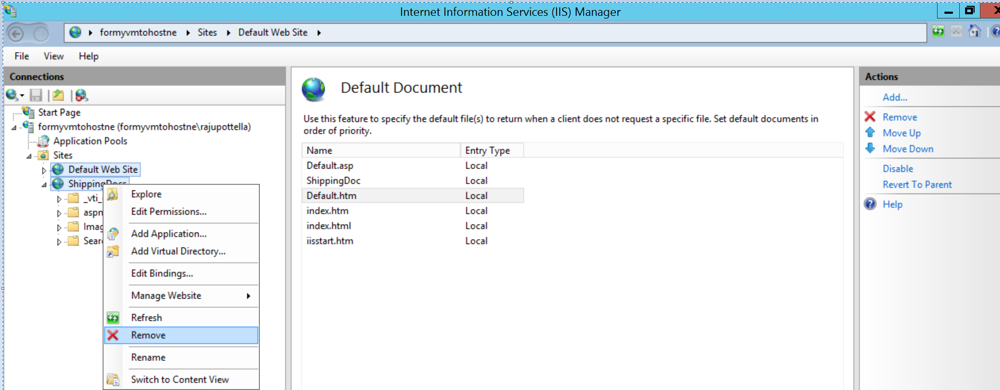 Internet Information Services (IIS) Manager
formyvmtohostne Sites Default Web Site
File View Help
Connections
Start Page
formyvmtohostne (formyvmtohostne\rajupottella)
Application Pools
Sites
Default Web Site
ShippingDocs
_vti_
aspn
Imag
Sear
Explore
Edit Permissions...
Add Application...
Add Virtual Directory...
Edit Bindings...
Manage Website
Refresh
Remove
Rename
Switch to Content View
Default Document
Use this feature to specify the default file(s) to return when a client does not request a specific file. Set default documents in
order of priority.
Name Entry Type
Default.asp Local
ShippingDoc Local
Default.htm Local
index.htm Local
index.html Local
iisstart.htm Local
Actions
Add...
Remove
Move Up
Move Down
Disable
Revert To Parent
Help